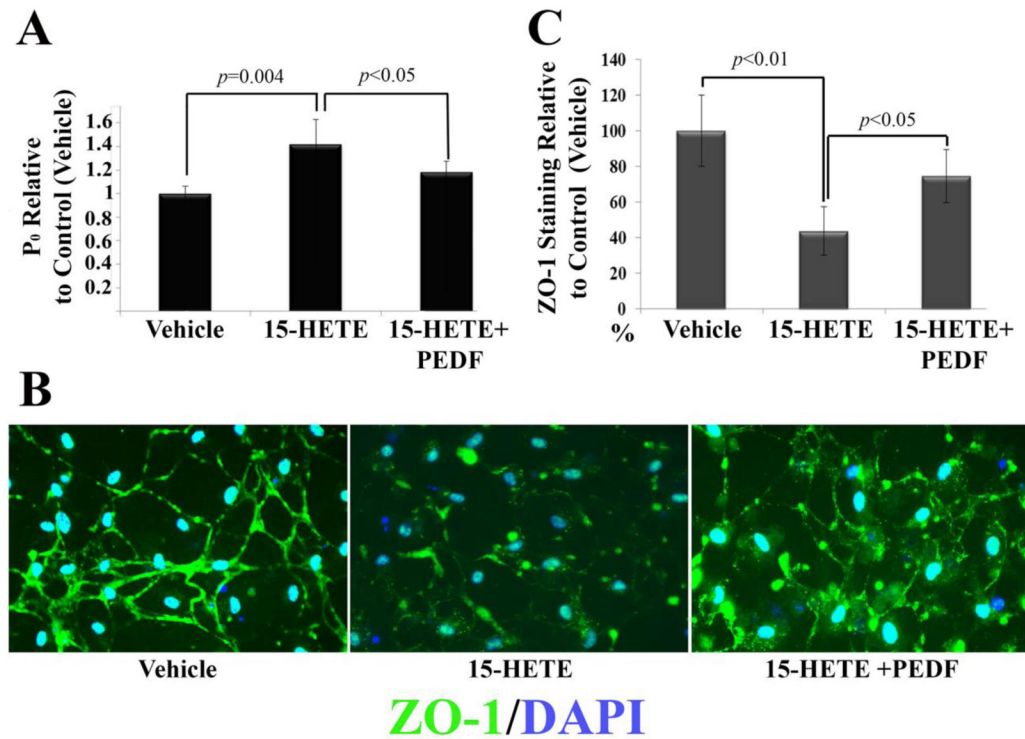 A
P₀ Relative
to Control (Vehicle)
1.6
1.4
1.2
1
0.8
0.6
0.4
0.2
p=0.004
p<0.05
Vehicle
15-HETE
15-HETE+
PEDF
C
ZO-1 Staining Relative
to Control (Vehicle)
140
120
100
80
60
40
20
0
%
p<0.01
p<0.05
Vehicle
15-HETE
15-HETE+
PEDF
B
Vehicle
15-HETE
15-HETE +PEDF
ZO-1/DAPI